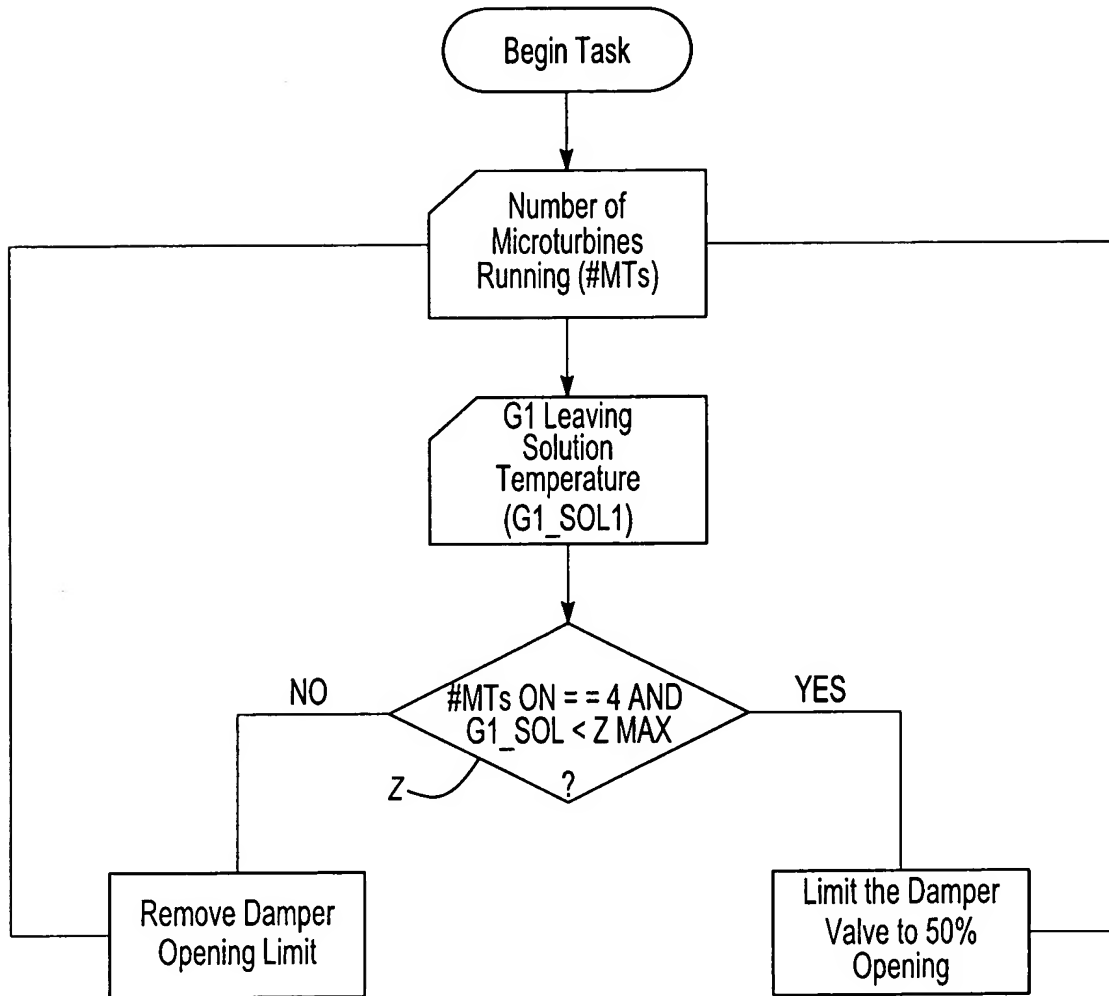 Begin Task
Number of
Microturbines
Running (#MTs)
G1 Leaving
Solution
Temperature
(G1_SOL1)
NO
#MTs ON = = 4 AND
G1_SOL < Z MAX
?
YES
Z
Remove Damper
Opening Limit
Limit the Damper
Valve to 50%
Opening